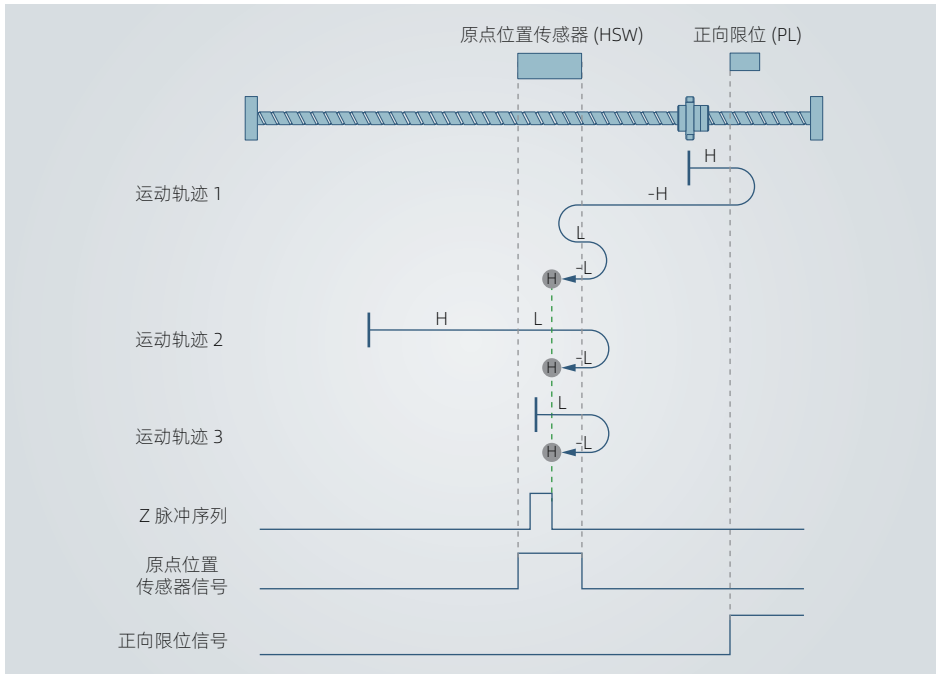 原点位置传感器 (HSW)
正向限位 (PL)
H
运动轨迹 1
-H
L
-L
H
H
L
运动轨迹 2
-L
H
L
运动轨迹 3
-L
H
Z 脉冲序列
原点位置
传感器信号
正向限位信号